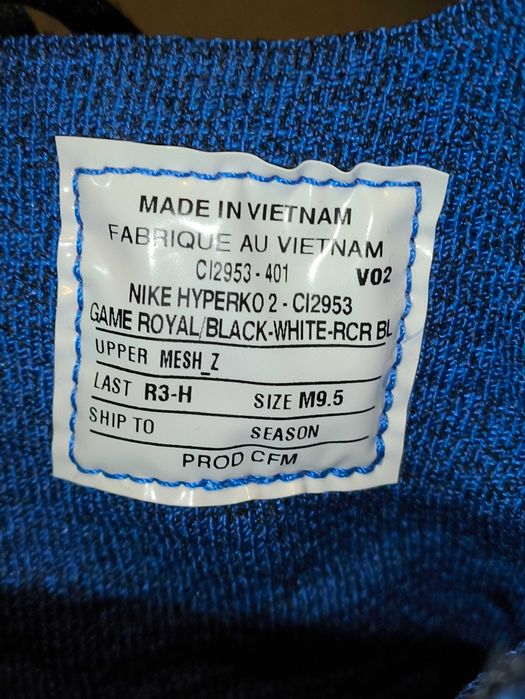 MADE IN VIETNAM
FABRIQUE AU VIETNAM
CI2953-401 V02
NIKE HYPERKO 2 - CI2953
GAME ROYAL/BLACK-WHITE-RCR BL
UPPER MESH_Z
LAST R3-H SIZE M9.5
SHIP TO SEASON
PROD CFM